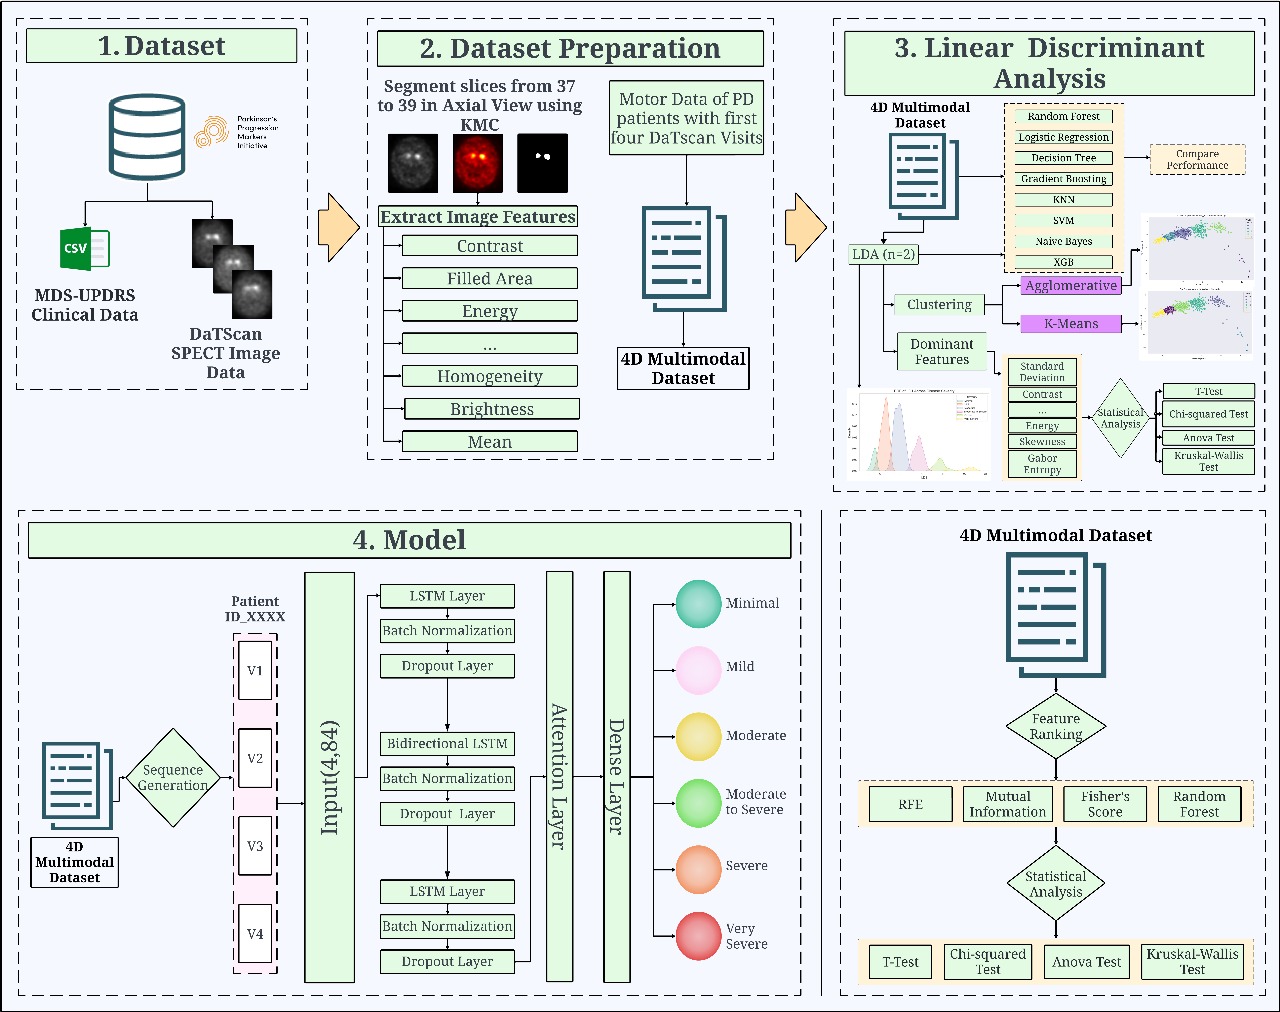 1. Dataset
Parkinson's
Progression
Markers
Initiative
CSV
MDS-UPDRS
Clinical Data
DaTScan
SPECT Image
Data
2. Dataset Preparation
Segment slices from 37
to 39 in Axial View using
KMC
Extract Image Features
Contrast
Filled Area
Energy
...
Homogeneity
Brightness
Mean
Motor Data of PD
patients with first
four DaTscan Visits
4D Multimodal
Dataset
3. Linear Discriminant
Analysis
4D Multimodal
Dataset
Random Forest
Logistic Regression
Decision Tree
Gradient Boosting
KNN
SVM
Naive Bayes
XGB
Compare
Performance
LDA (n=2)
Clustering
Agglomerative
K-Means
Dominant
Features
Standard
Deviation
Contrast
...
Energy
Skewness
Gabor
Entropy
Statistical
Analysis
T-Test
Chi-squared Test
Anova Test
Kruskal-Wallis
Test
4. Model
4D
Multimodal
Dataset
Sequence
Generation
Patient
ID_XXXX
V1
V2
V3
V4
Input(4,84)
LSTM Layer
Batch Normalization
Dropout Layer
Bidirectional LSTM
Batch Normalization
Dropout Layer
LSTM Layer
Batch Normalization
Dropout Layer
Attention Layer
Dense Layer
Minimal
Mild
Moderate
Moderate
to Severe
Severe
Very
Severe
4D Multimodal Dataset
Feature
Ranking
RFE
Mutual
Information
Fisher's
Score
Random
Forest
Statistical
Analysis
T-Test
Chi-squared
Test
Anova Test
Kruskal-Wallis
Test